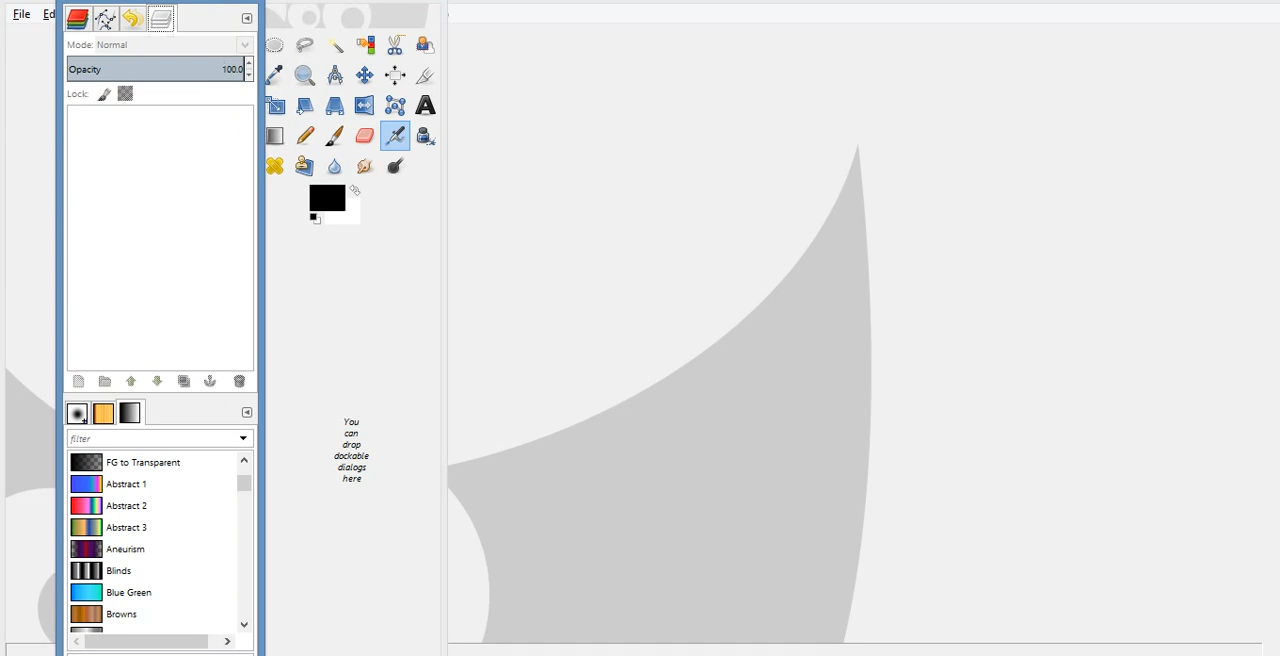 File Ed
Mode: Normal
Opacity 100.0
Lock:
filter
FG to Transparent
Abstract 1
Abstract 2
Abstract 3
Aneurism
Blinds
Blue Green
Browns
You
can
drop
dockable
dialogs
here